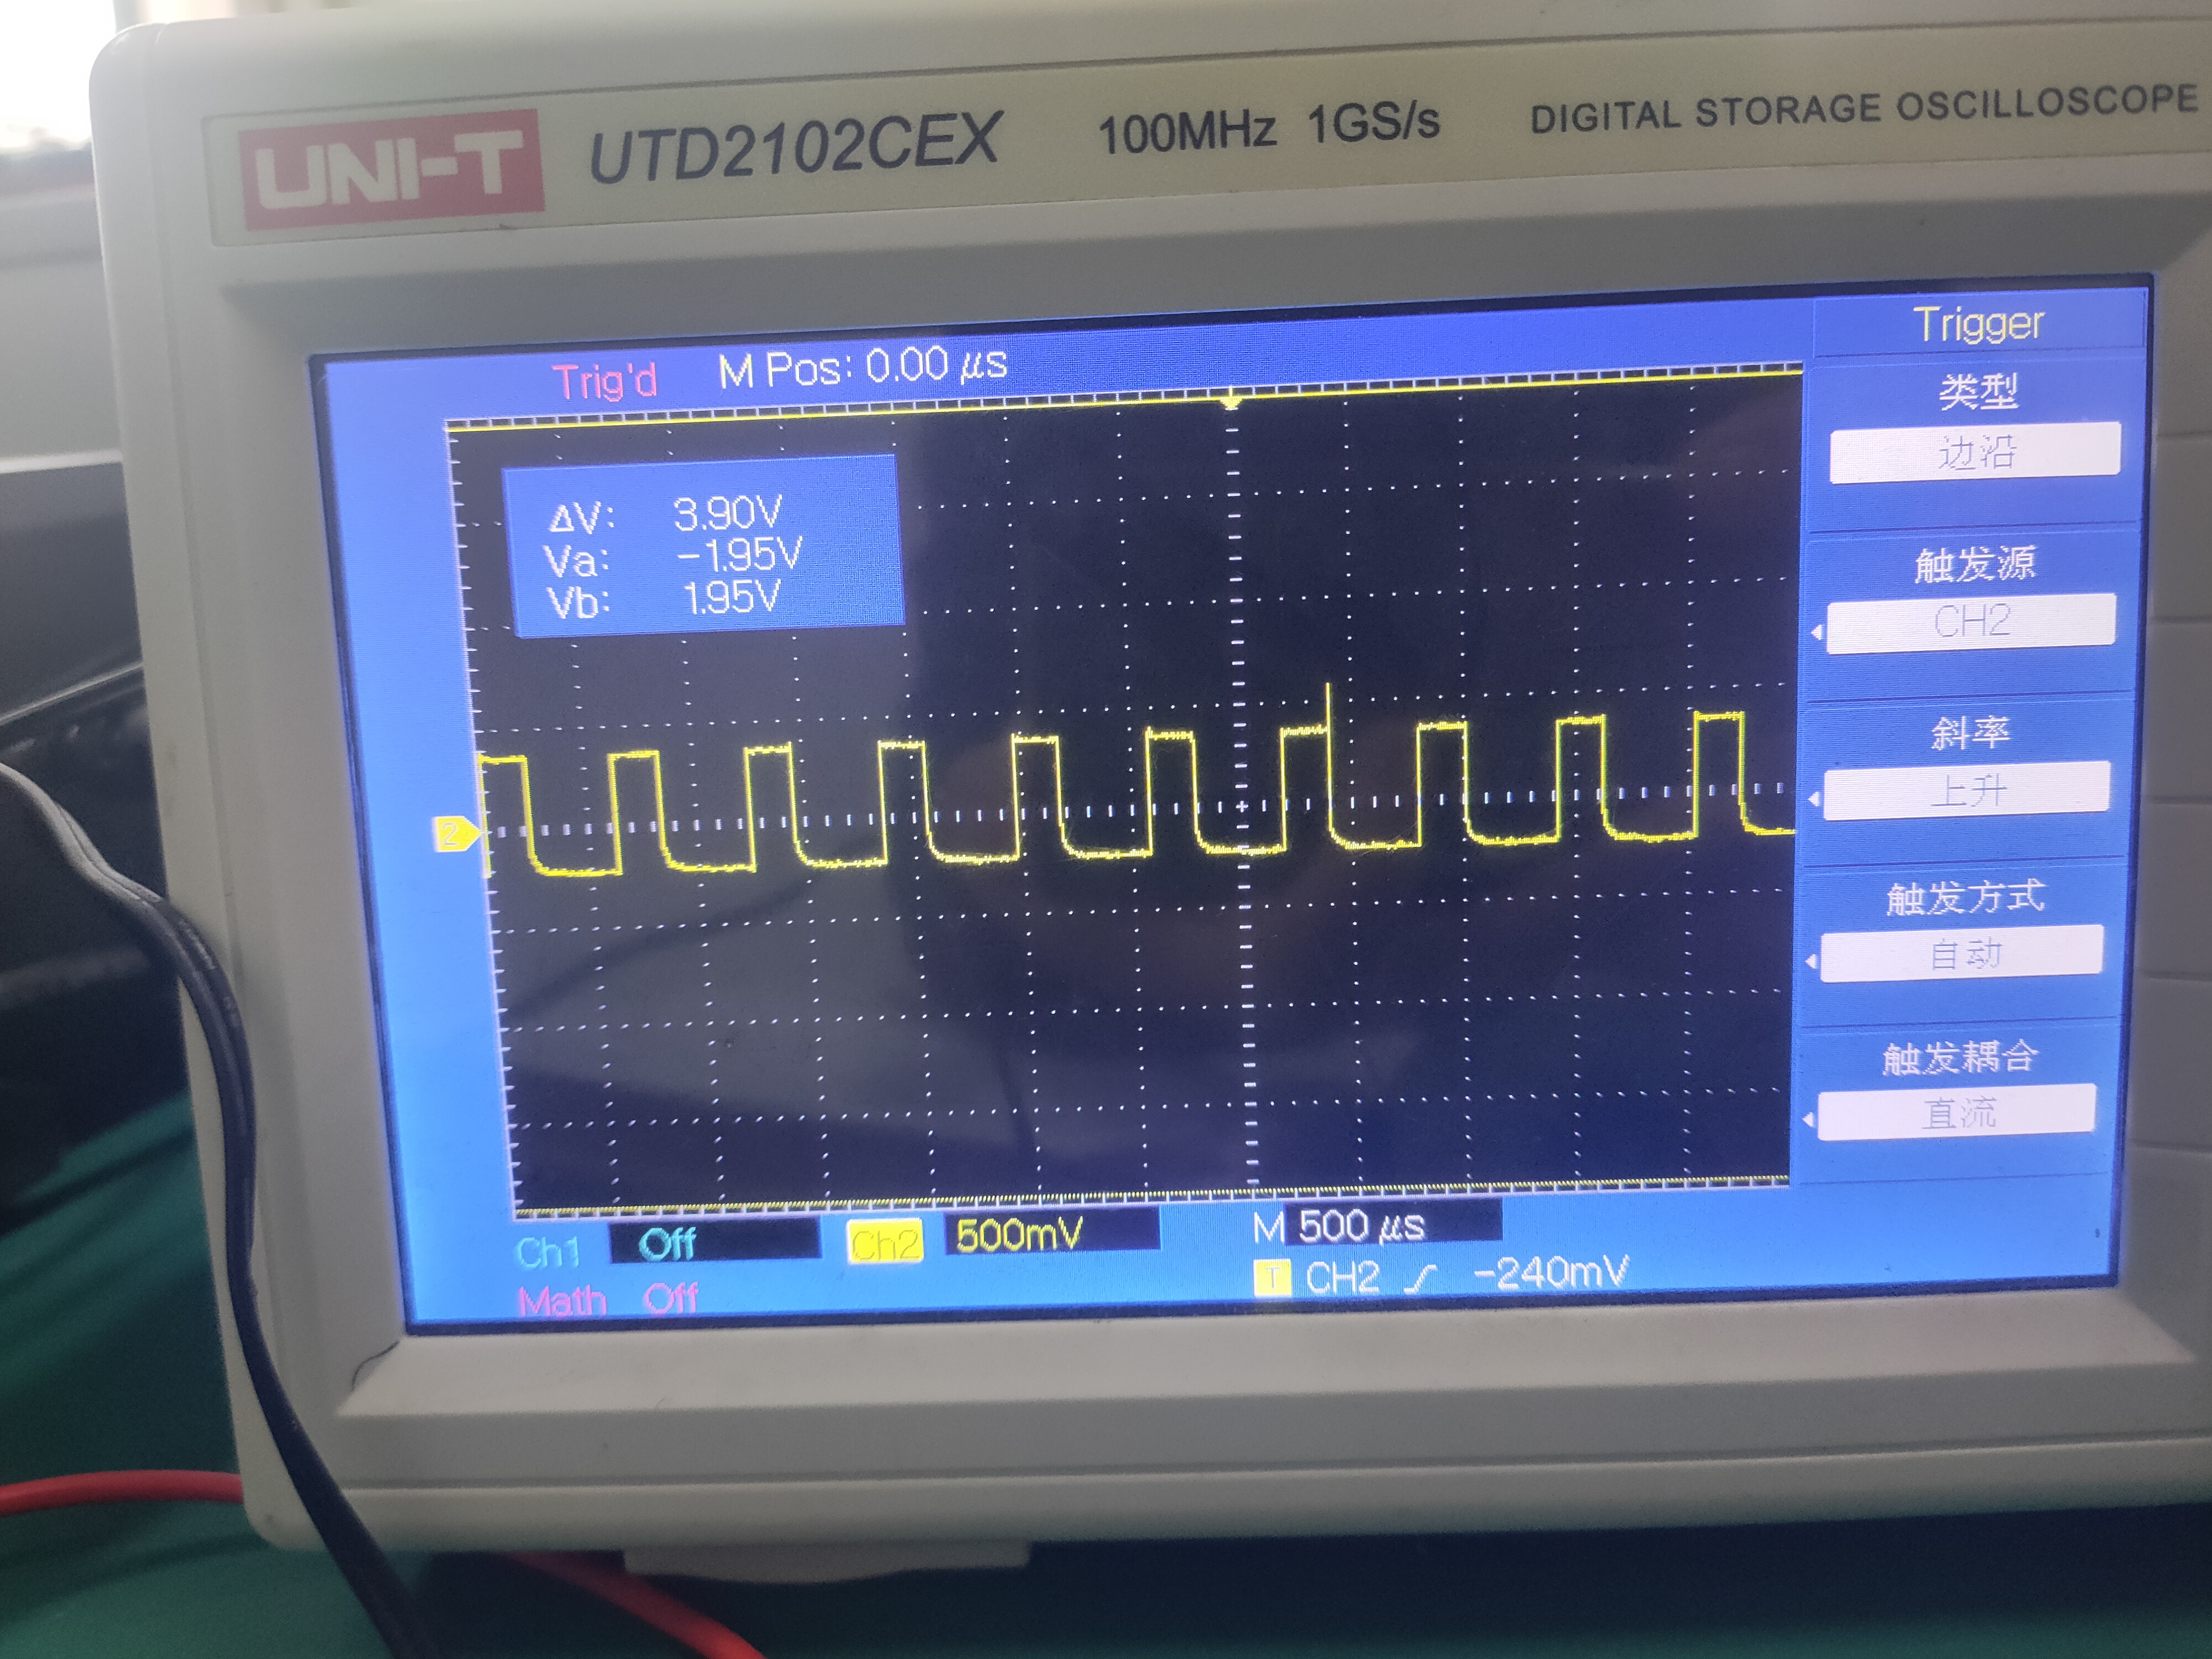 UNI-T UTD2102CEX 100MHz 1GS/s DIGITAL STORAGE OSCILLOSCOPE
Trig'd M Pos: 0.00 μs
Trigger
ΔV: 3.90V
Va: -1.95V
Vb: 1.95V
类型
边沿
触发源
CH2
斜率
上升
触发方式
自动
触发耦合
直流
2
Ch1 Off Ch2 500mV M 500 μs
Math Off T CH2 -240mV